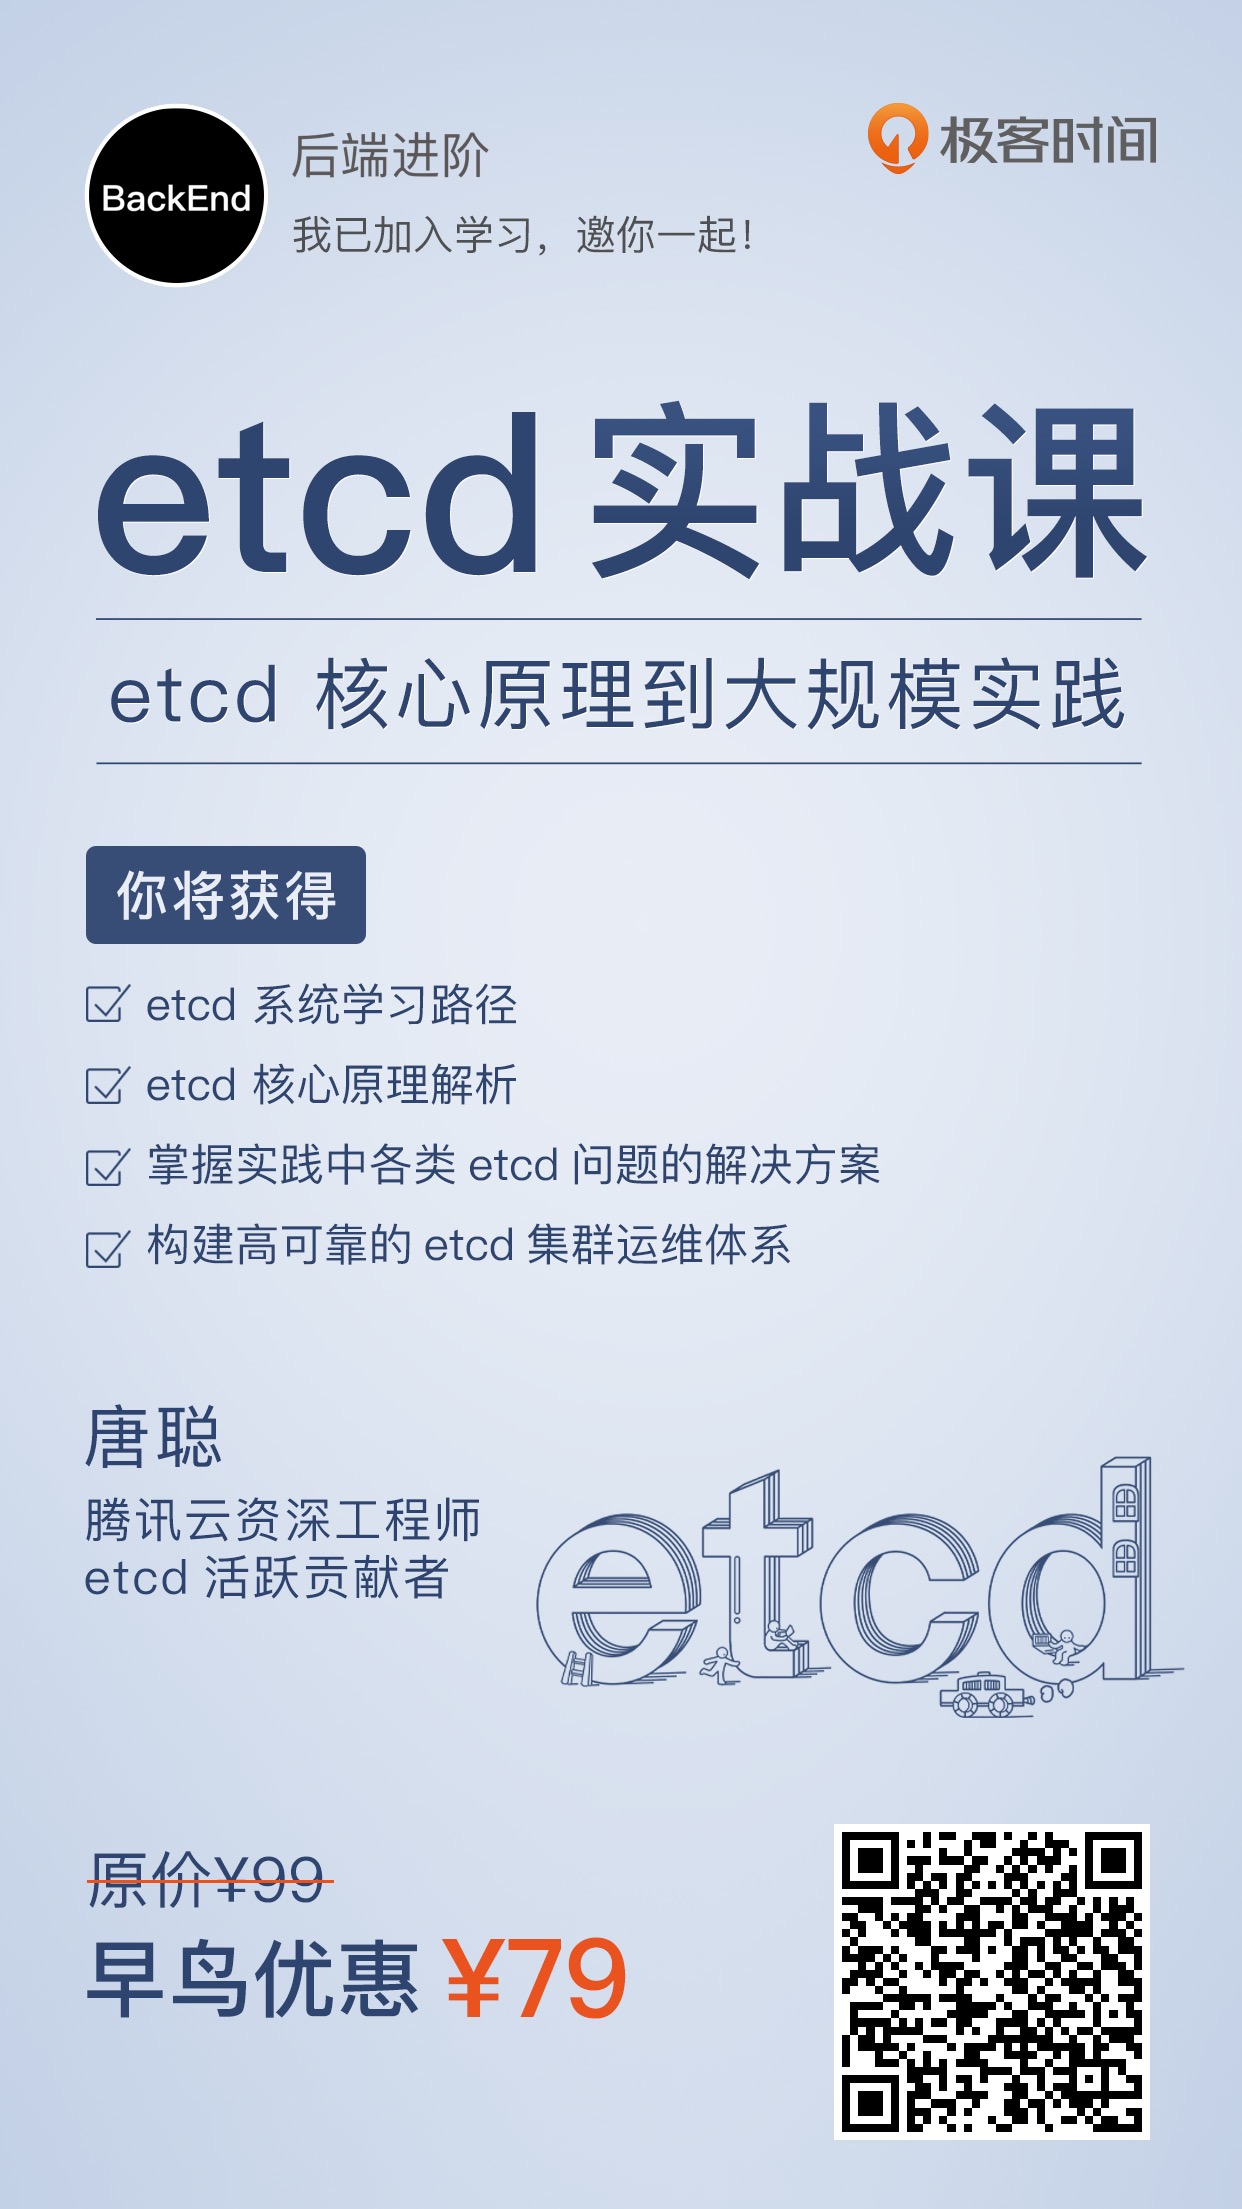 BackEnd
后端进阶
极客时间
我已加入学习，邀你一起！
etcd 实战课
etcd 核心原理到大规模实践
你将获得
etcd 系统学习路径
etcd 核心原理解析
掌握实践中各类 etcd 问题的解决方案
构建高可靠的 etcd 集群运维体系
唐聪
腾讯云资深工程师
etcd 活跃贡献者
etcd
原价¥99
早鸟优惠 ¥79